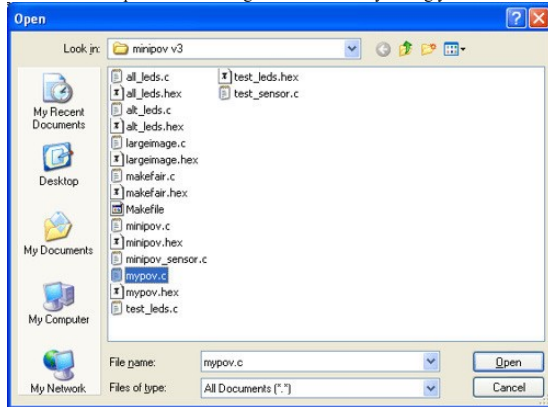 Open
Look in:
minipov v3
My Recent
Documents
Desktop
My Documents
My Computer
My Network
all_leds.c
all_leds.hex
alt_leds.c
alt_leds.hex
largeimage.c
largeimage.hex
makefair.c
makefair.hex
Makefile
minipov.c
minipov.hex
minipov_sensor.c
mypov.c
mypov.hex
test_leds.c
test_leds.hex
test_sensor.c
File name:
mypov.c
Open
Files of type:
All Documents (*.*)
Cancel